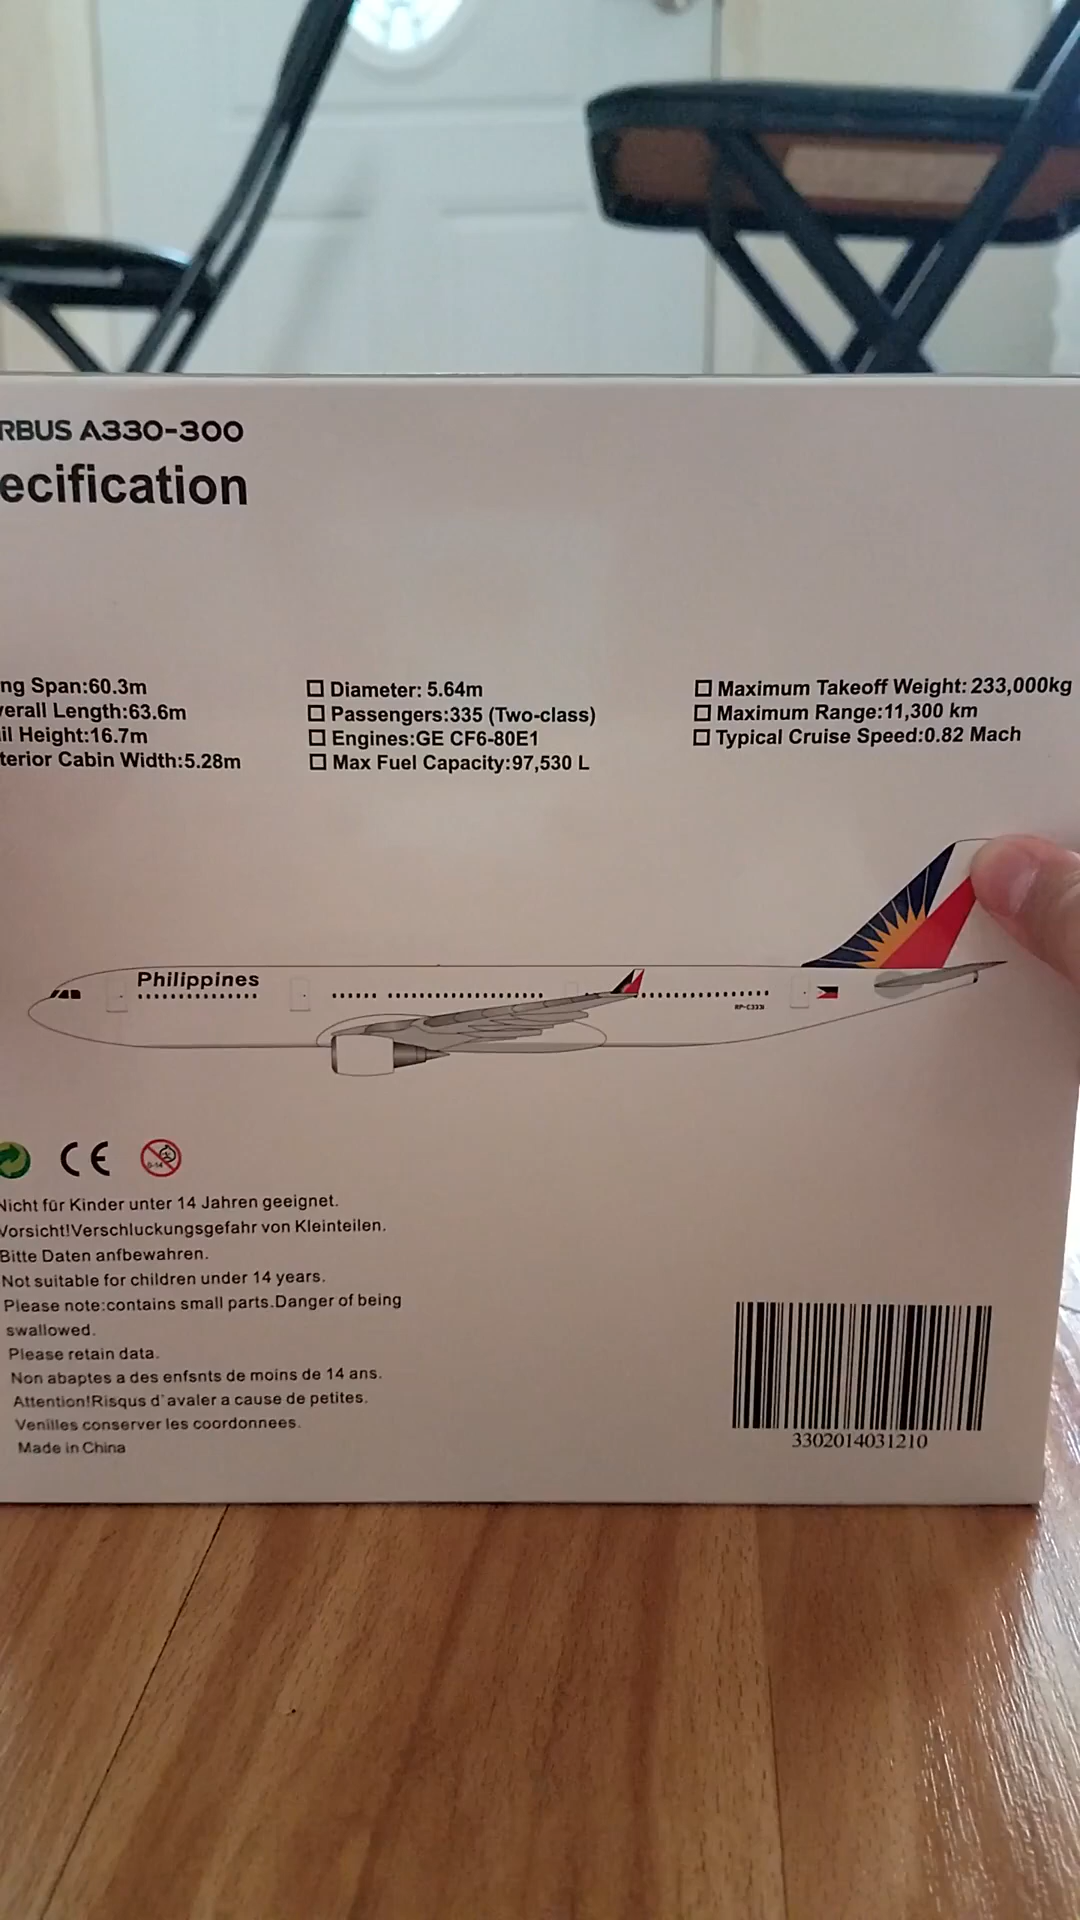 RBUS A330-300
ecification
ng Span:60.3m
verall Length:63.6m
il Height:16.7m
terior Cabin Width:5.28m
Diameter: 5.64m
Passengers:335 (Two-class)
Engines:GE CF6-80E1
Max Fuel Capacity:97,530 L
Maximum Takeoff Weight: 233,000kg
Maximum Range:11,300 km
Typical Cruise Speed:0.82 Mach
Philippines
CE
0-14
Nicht für Kinder unter 14 Jahren geeignet.
Vorsicht!Verschluckungsgefahr von Kleinteilen.
Bitte Daten anfbewahren.
Not suitable for children under 14 years.
Please note:contains small parts.Danger of being
swallowed.
Please retain data.
Non abaptes a des enfsnts de moins de 14 ans.
Attention!Risqus d'avaler a cause de petites.
Venilles conserver les coordonnees.
Made in China
3302014031210